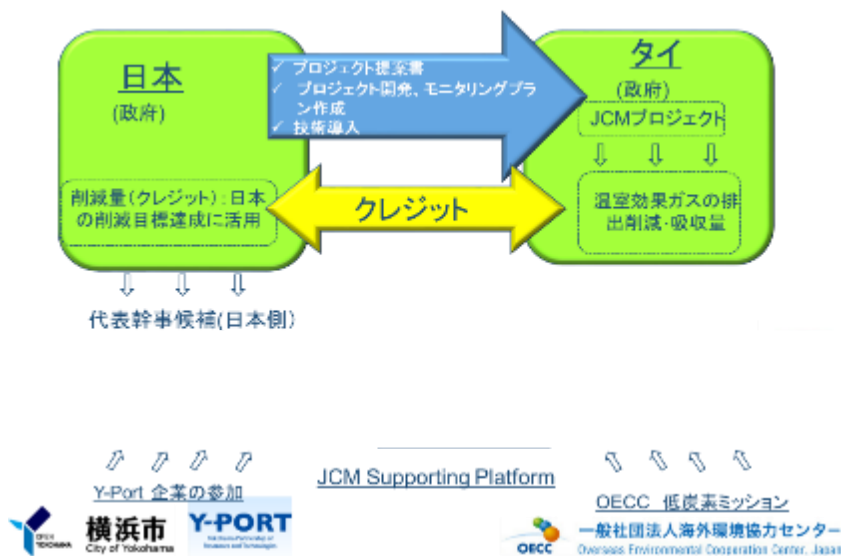 日本
(政府)
✓ プロジェクト提案書
✓ プロジェクト開発、モニタリングプラ
ン作成
✓ 技術導入
タイ
(政府)
JCMプロジェクト
削減量(クレジット):日本
の削減目標達成に活用
クレジット
温室効果ガスの排
出削減・吸収量
代表幹事候補(日本側)
Y-Port 企業の参加
JCM Supporting Platform
OECC 低炭素ミッション
OPEN
YOKOHAMA
横浜市
City of Yokohama
Y-PORT
OECC
一般社団法人海外環境協力センター
Overseas Environmental Cooperation Center, Japan